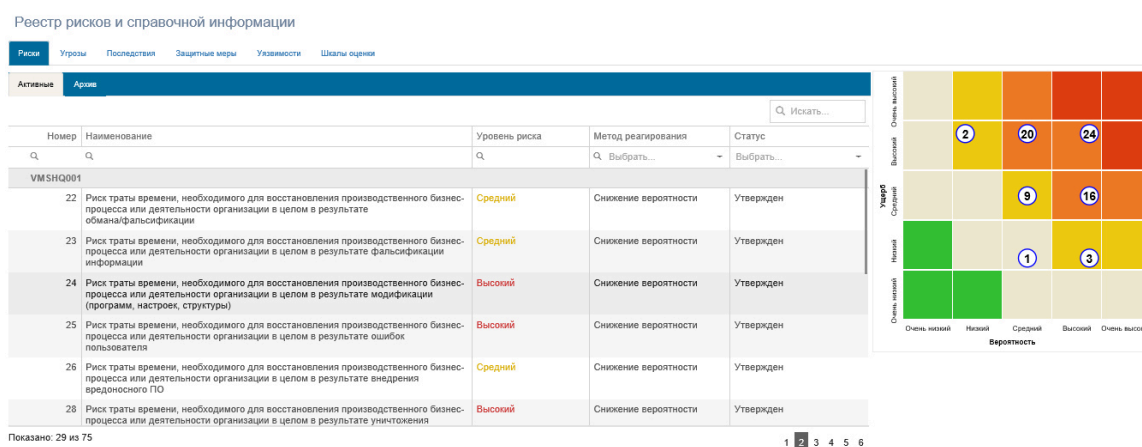 Реестр рисков и справочной информации
Риски Угрозы Последствия Защитные меры Уязвимости Шкалы оценки
Активные Архив
Искать...
Номер Наименование Уровень риска Метод реагирования Статус
Выбрать... Выбрать...
VMSHQ001
22 Риск траты времени, необходимого для восстановления производственного бизнес- Средний Снижение вероятности Утвержден
процесса или деятельности организации в целом в результате
обмана/фальсификации
23 Риск траты времени, необходимого для восстановления производственного бизнес- Средний Снижение вероятности Утвержден
процесса или деятельности организации в целом в результате фальсификации
информации
24 Риск траты времени, необходимого для восстановления производственного бизнес- Высокий Снижение вероятности Утвержден
процесса или деятельности организации в целом в результате модификации
(программ, настроек, структуры)
25 Риск траты времени, необходимого для восстановления производственного бизнес- Высокий Снижение вероятности Утвержден
процесса или деятельности организации в целом в результате ошибок
пользователя
26 Риск траты времени, необходимого для восстановления производственного бизнес- Средний Снижение вероятности Утвержден
процесса или деятельности организации в целом в результате внедрения
вредоносного ПО
28 Риск траты времени, необходимого для восстановления производственного бизнес- Высокий Снижение вероятности Утвержден
процесса или деятельности организации в целом в результате уничтожения
Показано: 29 из 75
1 2 3 4 5 6
Ущерб
Очень высокий
Высокий 2 20 24
Средний 9 16
Низкий 1 3
Очень низкий
Очень низкий Низкий Средний Высокий Очень высо
Вероятность